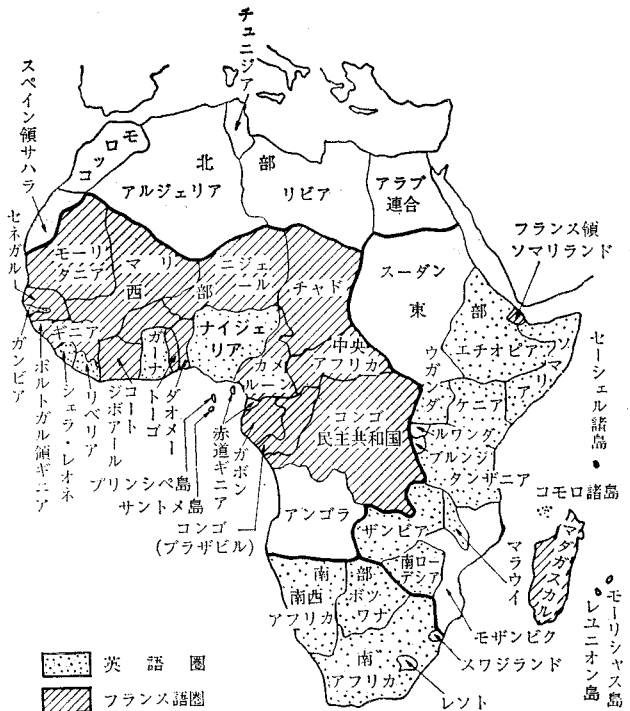 チュニジア
スペイン領サハラ
モロッコ
北部
アルジェリア
リビア
アラブ
連合
セネガル
モーリ
タニア
マリ
西部
ニジェ
ール
チャド
スーダン
東部
フランス領
ソマリランド
エチオピア
ソマリア
ガンビア
ポルトガル領ギニア
ギニア
シェラ・レオネ
リベリア
コート
ジボアール
ガーナ
トーゴ
ダオメー
ナイジェ
リア
カメ
ルーン
中央
アフリカ
ウガンダ
ケニア
ルワンダ
ブルンジ
タンザニア
セーシェル諸島
コモロ諸島
プリンシペ島
サントメ島
赤道ギニア
ガボン
コンゴ
(ブラザビル)
コンゴ
民主共和国
アンゴラ
ザンビア
マラウイ
マダガスカル
モーリシャス島
レユニオン島
南部
南西
アフリカ
ボツ
ワナ
南ロー
デシア
モザンビク
スワジランド
南
アフリカ
レソト
英語圏
フランス語圏